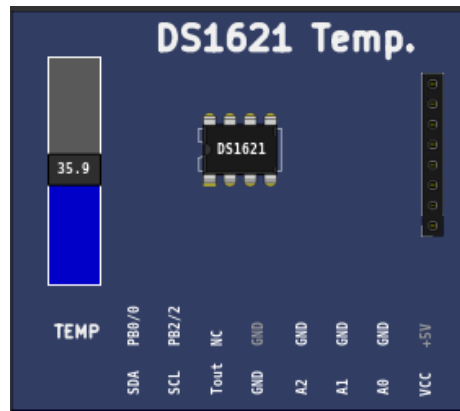 DS1621 Temp.
DS1621
35.9
TEMP
PB0/0 PB2/2 NC GND GND GND GND +5V
SDA SCL Tout GND A2 A1 A0 VCC